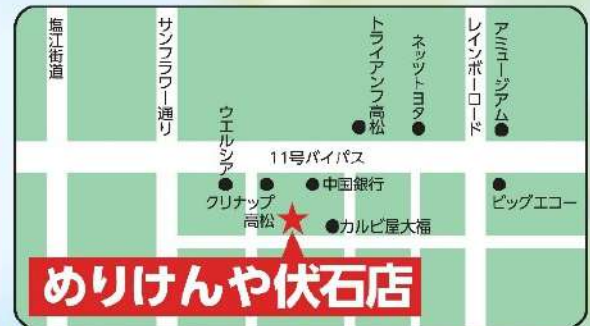 塩江街道
サンフラワー通り
ウエルシア
トライアンフ高松
ネッツトヨタ
レインボーロード
アミュージアム
11号バイパス
クリナップ
高松
中国銀行
カルビ屋大福
ビッグエコー
めりけんや伏石店